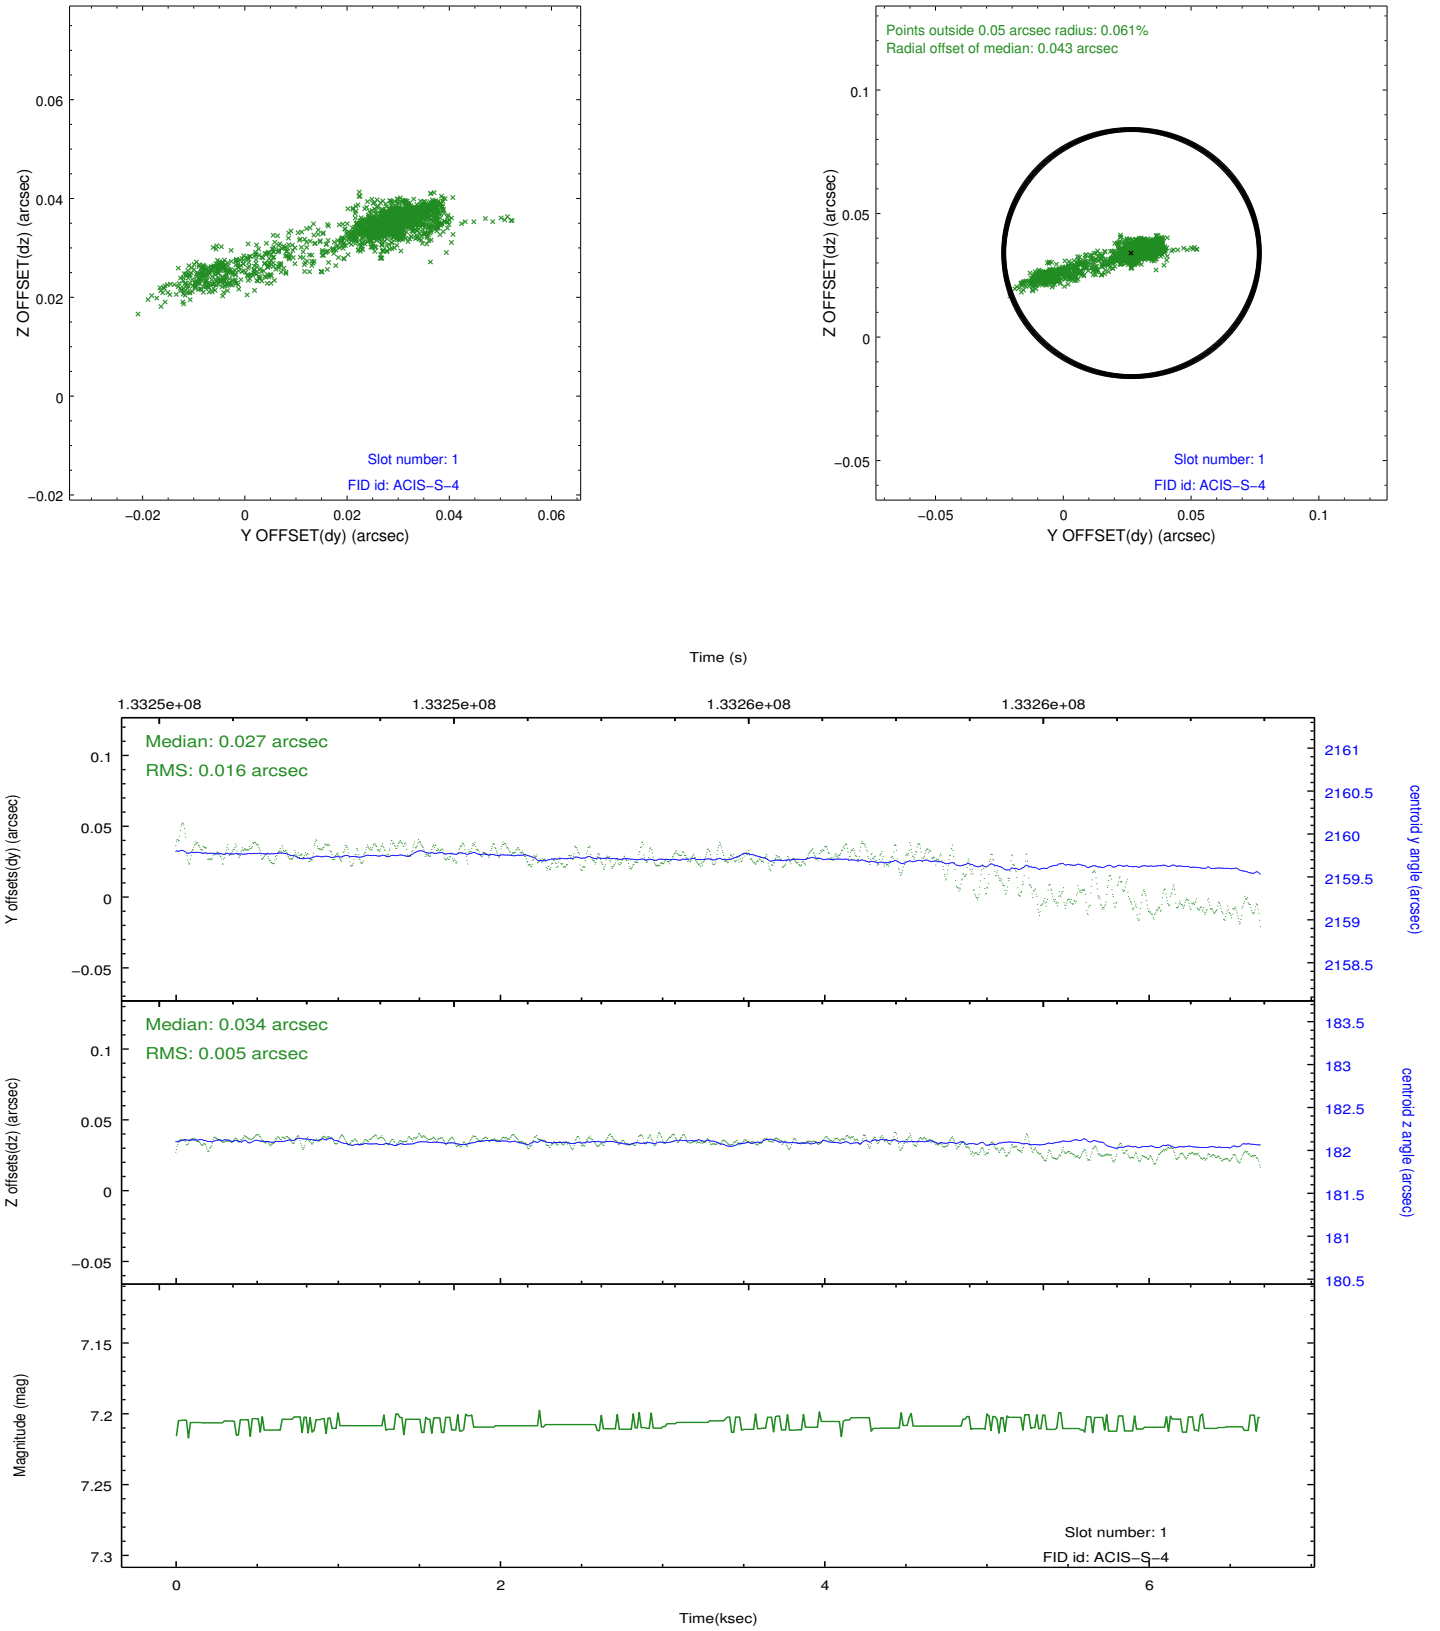 0.06
0.04
0.02
0
−0.02
Z OFFSET(dz) (arcsec)
Slot number: 1
FID id: ACIS−S−4
−0.02 0 0.02 0.04 0.06
Y OFFSET(dy) (arcsec)
Points outside 0.05 arcsec radius: 0.061%
Radial offset of median: 0.043 arcsec
0.1
0.05
0
−0.05
Z OFFSET(dz) (arcsec)
Slot number: 1
FID id: ACIS−S−4
−0.05 0 0.05 0.1
Y OFFSET(dy) (arcsec)
Time (s)
1.3325e+08 1.3325e+08 1.3326e+08 1.3326e+08
Median: 0.027 arcsec
RMS: 0.016 arcsec
0.1
0.05
0
−0.05
Y offsets(dy) (arcsec)
2161
2160.5
2160
2159.5
2159
2158.5
centroid y angle (arcsec)
Median: 0.034 arcsec
RMS: 0.005 arcsec
0.1
0.05
0
−0.05
Z offsets(dz) (arcsec)
183.5
183
182.5
182
181.5
181
180.5
centroid z angle (arcsec)
7.15
7.2
7.25
7.3
Magnitude (mag)
Slot number: 1
FID id: ACIS−S−4
0 2 4 6
Time(ksec)